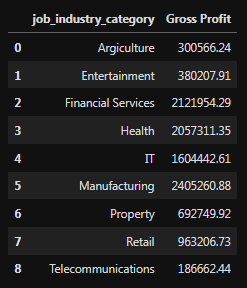 job_industry_category Gross Profit
0 Argiculture 300566.24
1 Entertainment 380207.91
2 Financial Services 2121954.29
3 Health 2057311.35
4 IT 1604442.61
5 Manufacturing 2405260.88
6 Property 692749.92
7 Retail 963206.73
8 Telecommunications 186662.44